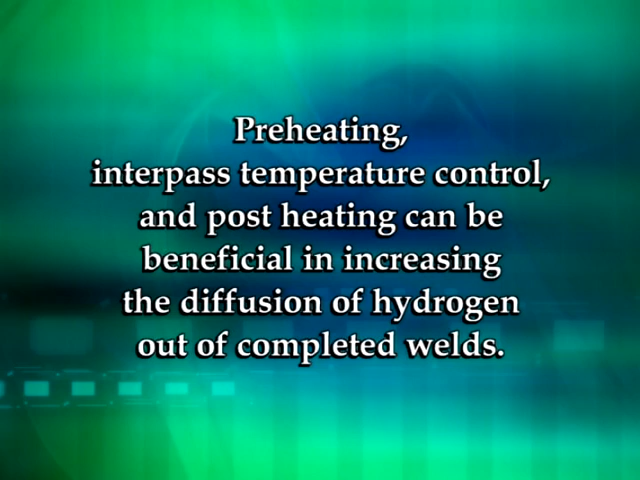 Preheating,
interpass temperature control,
and post heating can be
beneficial in increasing
the diffusion of hydrogen
out of completed welds.